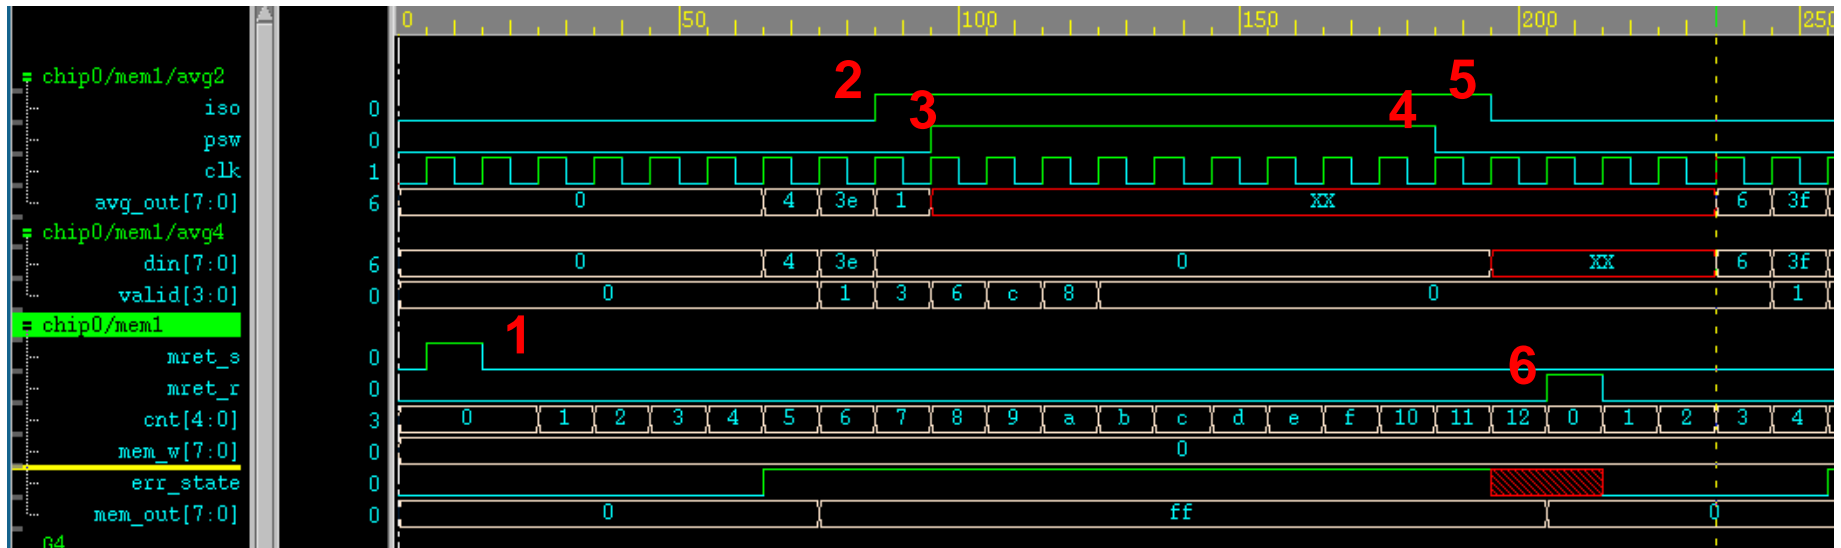 0 50 100 150 200 250
chip0/mem1/avg2
2 5
iso 0
3 4
psw 0
clk 1
avg_out[7:0] 6 0 4 3e 1 XX 6 3f
chip0/mem1/avg4
din[7:0] 6 0 4 3e 0 XX 6 3f
valid[3:0] 0 0 1 3 6 c 8 0 1
chip0/mem1
1
mret_s 0
6
mret_r 0
cnt[4:0] 3 0 1 2 3 4 5 6 7 8 9 a b c d e f 10 11 12 0 1 2 3 4
mem_w[7:0] 0 0
err_state 0
mem_out[7:0] 0 0 ff 0
G4